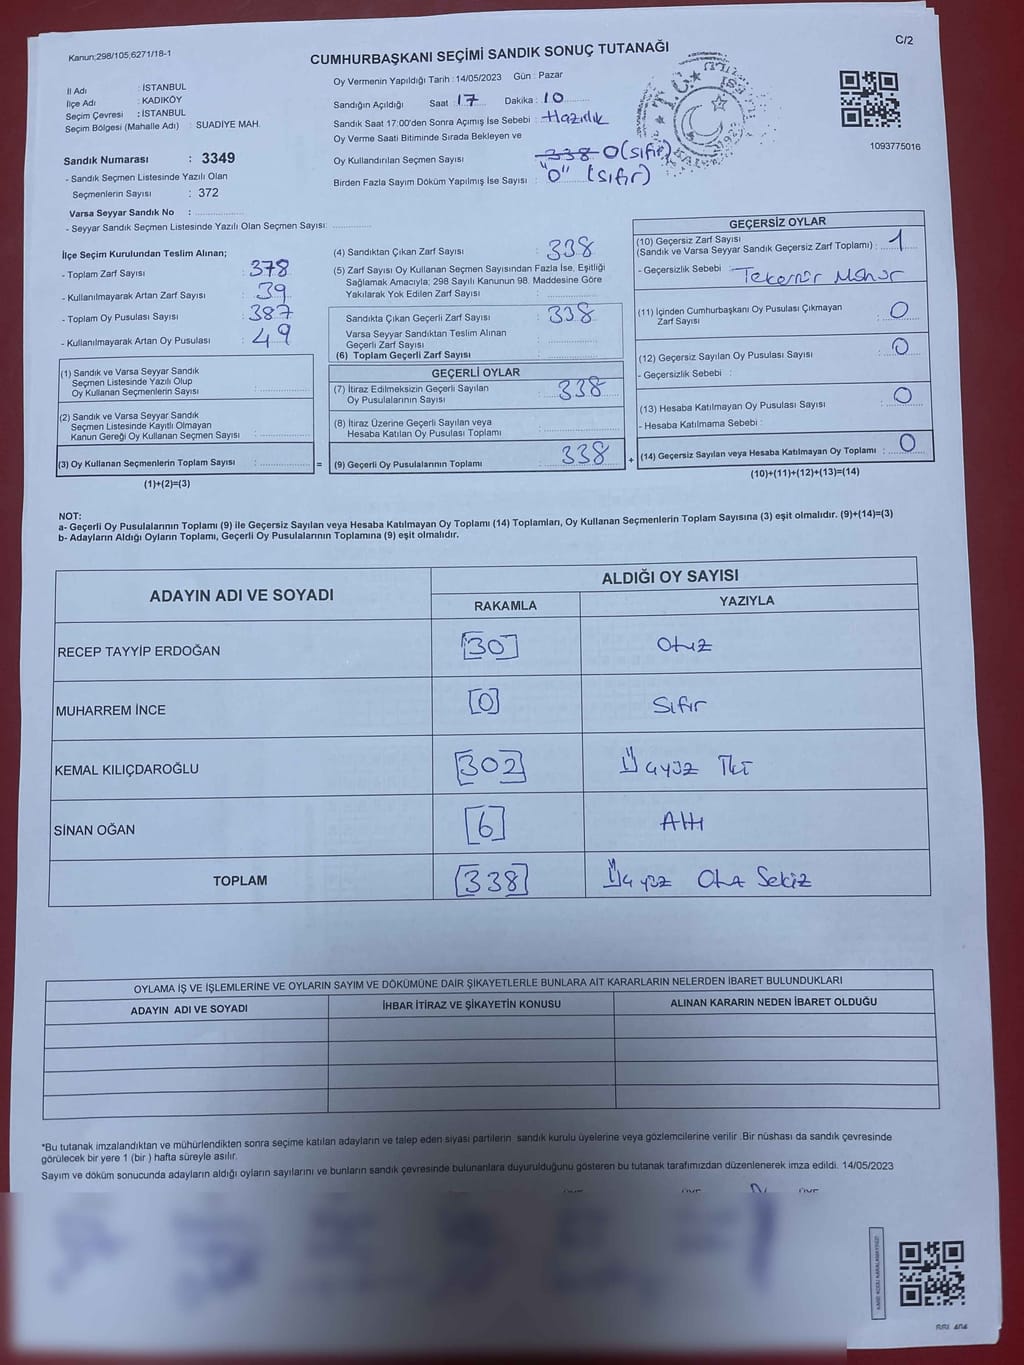 Kanun;298/105,6271/18-1
CUMHURBAŞKANI SEÇİMİ SANDIK SONUÇ TUTANAĞI
C/2
İl Adı : İSTANBUL
İlçe Adı : KADIKÖY
Seçim Çevresi : İSTANBUL
Seçim Bölgesi (Mahalle Adı) : SUADİYE MAH.
Sandık Numarası : 3349
- Sandık Seçmen Listesinde Yazılı Olan
Seçmenlerin Sayısı : 372
Varsa Seyyar Sandık No :
- Seyyar Sandık Seçmen Listesinde Yazılı Olan Seçmen Sayısı:
Oy Vermenin Yapıldığı Tarih :14/05/2023 Gün : Pazar
Sandığın Açıldığı Saat : 17 Dakika : 10
Sandık Saat 17:00'den Sonra Açımış İse Sebebi : Hazırlık
Oy Verme Saati Bitiminde Sırada Bekleyen ve
Oy Kullandırılan Seçmen Sayısı : 338 0(sıfır)
Birden Fazla Sayım Döküm Yapılmış İse Sayısı : "0" (sıfır)
T.C.
1093775016
İlçe Seçim Kurulundan Teslim Alınan;
- Toplam Zarf Sayısı : 378
- Kullanılmayarak Artan Zarf Sayısı : 39
- Toplam Oy Pusulası Sayısı : 387
- Kullanılmayarak Artan Oy Pusulası : 49
(1) Sandık ve Varsa Seyyar Sandık
Seçmen Listesinde Yazılı Olup
Oy Kullanan Seçmenlerin Sayısı :
(2) Sandık ve Varsa Seyyar Sandık
Seçmen Listesinde Kayıtlı Olmayan
Kanun Gereği Oy Kullanan Seçmen Sayısı :
(3) Oy Kullanan Seçmenlerin Toplam Sayısı : =
(1)+(2)=(3)
(4) Sandıktan Çıkan Zarf Sayısı : 338
(5) Zarf Sayısı Oy Kullanan Seçmen Sayısından Fazla İse, Eşitliği
Sağlamak Amacıyla; 298 Sayılı Kanunun 98. Maddesine Göre
Yakılarak Yok Edilen Zarf Sayısı :
Sandıkta Çıkan Geçerli Zarf Sayısı : 338
Varsa Seyyar Sandıktan Teslim Alınan
Geçerli Zarf Sayısı :
(6) Toplam Geçerli Zarf Sayısı :
GEÇERLİ OYLAR
(7) İtiraz Edilmeksizin Geçerli Sayılan
Oy Pusulalarının Sayısı : 338
(8) İtiraz Üzerine Geçerli Sayılan veya
Hesaba Katılan Oy Pusulası Toplamı :
(9) Geçerli Oy Pusulalarının Toplamı : 338 +
GEÇERSİZ OYLAR
(10) Geçersiz Zarf Sayısı
(Sandık ve Varsa Seyyar Sandık Geçersiz Zarf Toplamı) : 1
- Geçersizlik Sebebi :
(11) İçinden Cumhurbaşkanı Oy Pusulası Çıkmayan
Zarf Sayısı : 0
(12) Geçersiz Sayılan Oy Pusulası Sayısı : 0
- Geçersizlik Sebebi :
(13) Hesaba Katılmayan Oy Pusulası Sayısı : 0
- Hesaba Katılmama Sebebi :
(14) Geçersiz Sayılan veya Hesaba Katılmayan Oy Toplamı : 0
(10)+(11)+(12)+(13)=(14)
NOT:
a- Geçerli Oy Pusulalarının Toplamı (9) ile Geçersiz Sayılan veya Hesaba Katılmayan Oy Toplamı (14) Toplamları, Oy Kullanan Seçmenlerin Toplam Sayısına (3) eşit olmalıdır. (9)+(14)=(3)
b- Adayların Aldığı Oyların Toplamı, Geçerli Oy Pusulalarının Toplamına (9) eşit olmalıdır.
ADAYIN ADI VE SOYADI
ALDIĞI OY SAYISI
RAKAMLA YAZIYLA
RECEP TAYYİP ERDOĞAN [30] Otuz
MUHARREM İNCE [0] Sıfır
KEMAL KILIÇDAROĞLU [302] Üçyüz İki
SİNAN OĞAN [6] Altı
TOPLAM [338] Üçyüz Otuz Sekiz
OYLAMA İŞ VE İŞLEMLERİNE VE OYLARIN SAYIM VE DÖKÜMÜNE DAİR ŞİKAYETLERLE BUNLARA AİT KARARLARIN NELERDEN İBARET BULUNDUKLARI
ADAYIN ADI VE SOYADI İHBAR İTİRAZ VE ŞİKAYETİN KONUSU ALINAN KARARIN NEDEN İBARET OLDUĞU
*Bu tutanak imzalandıktan ve mühürlendikten sonra seçime katılan adayların ve talep eden siyasi partilerin sandık kurulu üyelerine veya gözlemcilerine verilir .Bir nüshası da sandık çevresinde
görülecek bir yere 1 (bir ) hafta süreyle asılır.
Sayım ve döküm sonucunda adayların aldığı oyların sayılarını ve bunların sandık çevresinde bulunanlara duyurulduğunu gösteren bu tutanak tarafımızdan düzenlenerek imza edildi. 14/05/2023
KARE KODU KARALAMAYINIZ!